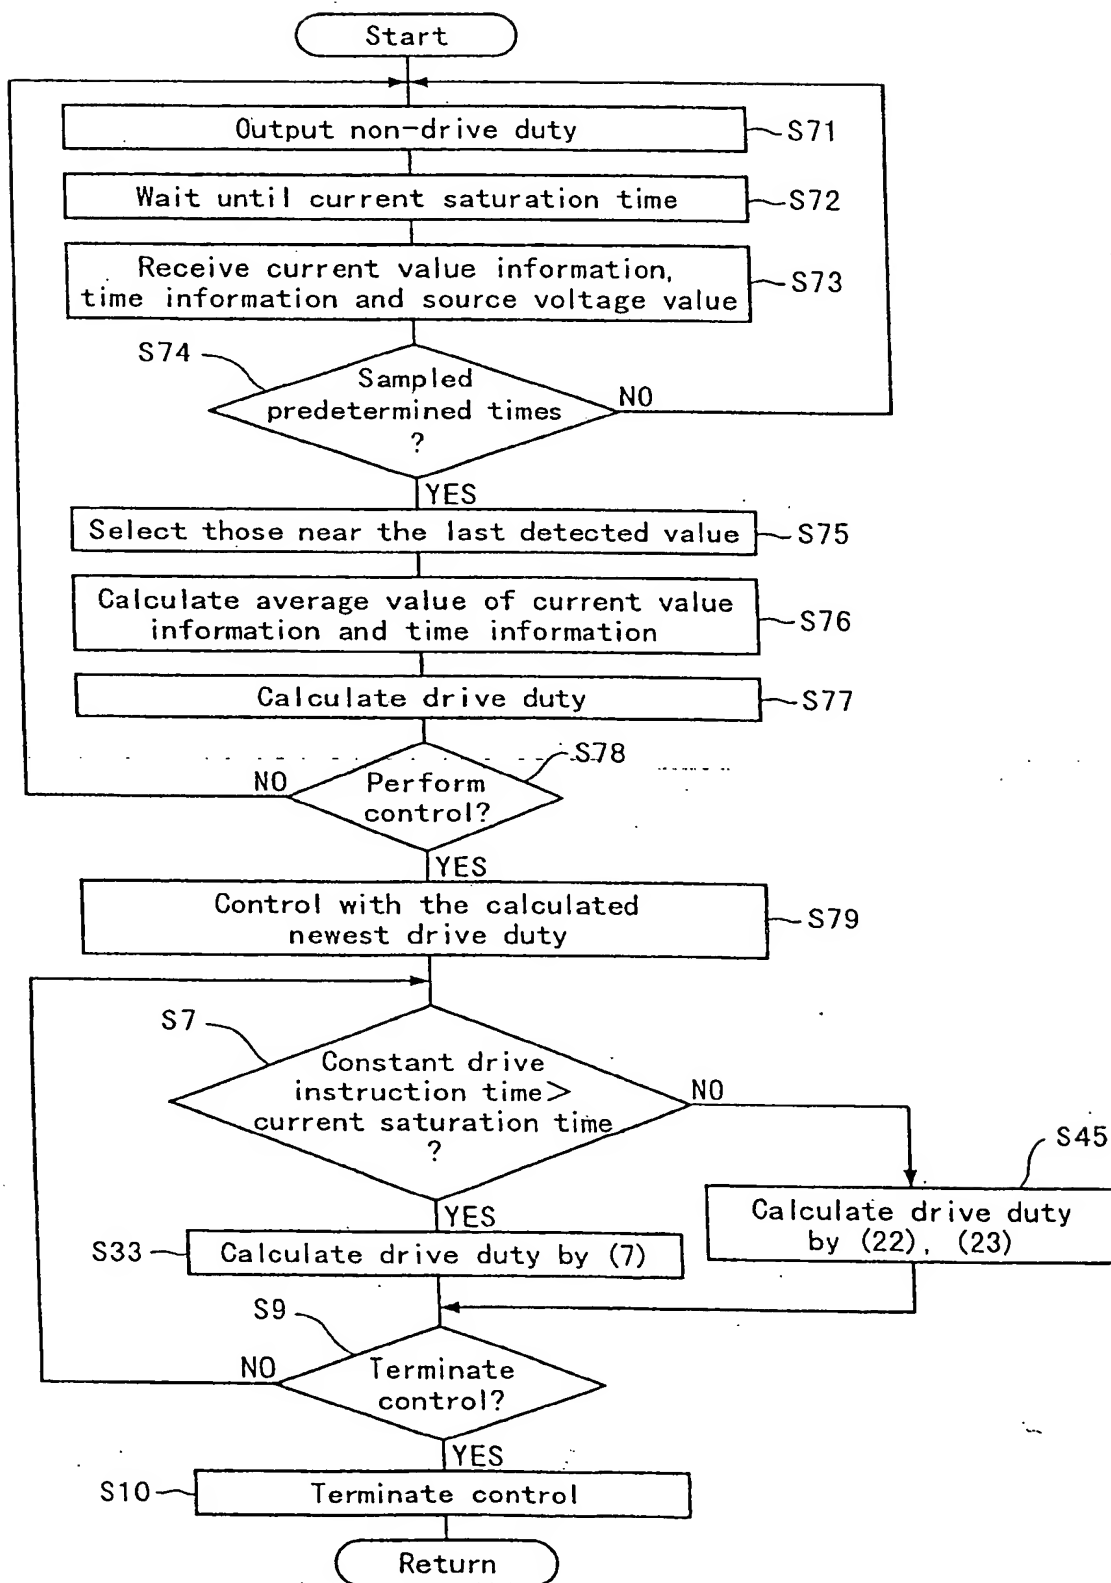 Start
Output non-drive duty
S71
Wait until current saturation time
S72
Receive current value information,
time information and source voltage value
S73
S74
Sampled
predetermined times
?
NO
YES
Select those near the last detected value
S75
Calculate average value of current value
information and time information
S76
Calculate drive duty
S77
S78
NO
Perform
control?
YES
Control with the calculated
newest drive duty
S79
S7
Constant drive
instruction time>
current saturation time
?
NO
S45
YES
Calculate drive duty
by (22), (23)
S33
Calculate drive duty by (7)
S9
NO
Terminate
control?
YES
S10
Terminate control
Return